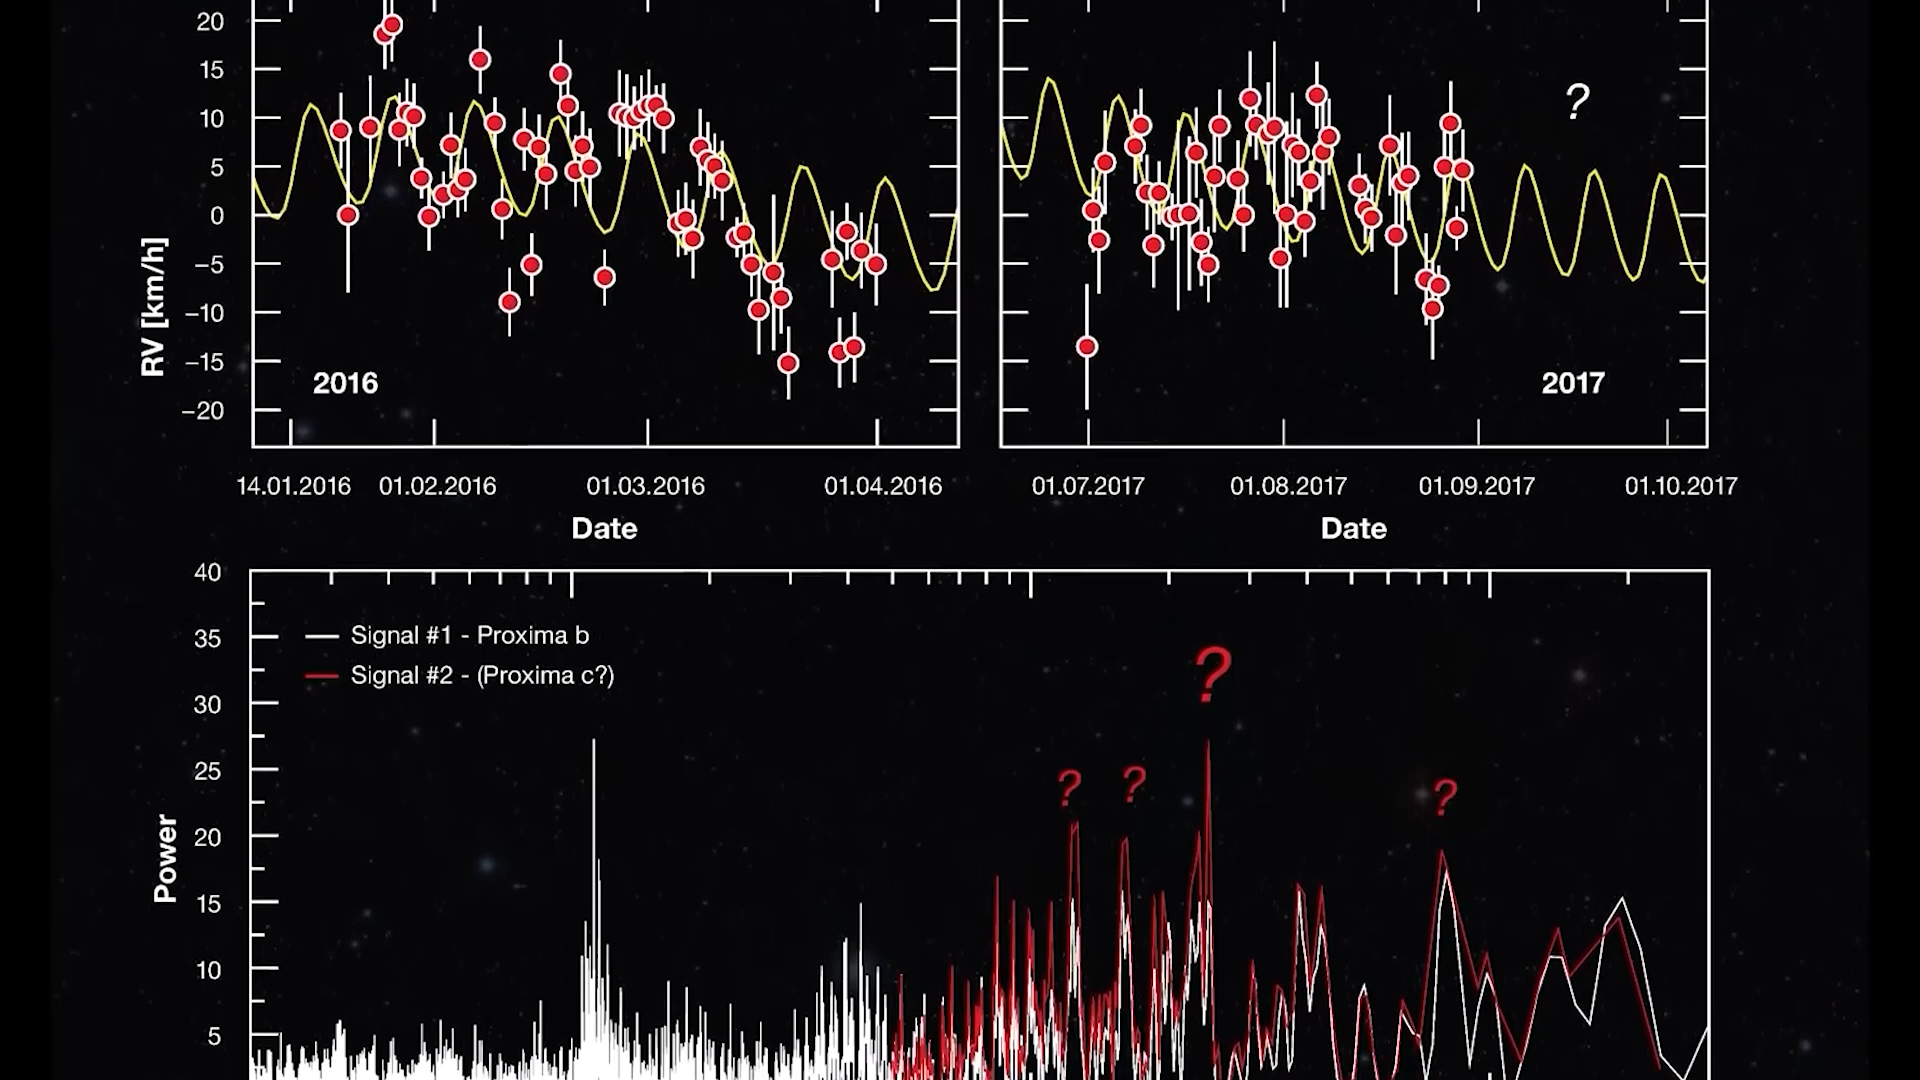 20
15
10
5
0
−5
−10
−15
−20
RV [km/h]
2016
?
2017
14.01.2016 01.02.2016 01.03.2016 01.04.2016
01.07.2017 01.08.2017 01.09.2017 01.10.2017
Date
Date
40
35
30
25
20
15
10
5
Power
Signal #1 - Proxima b
Signal #2 - (Proxima c?)
?
? ? ?